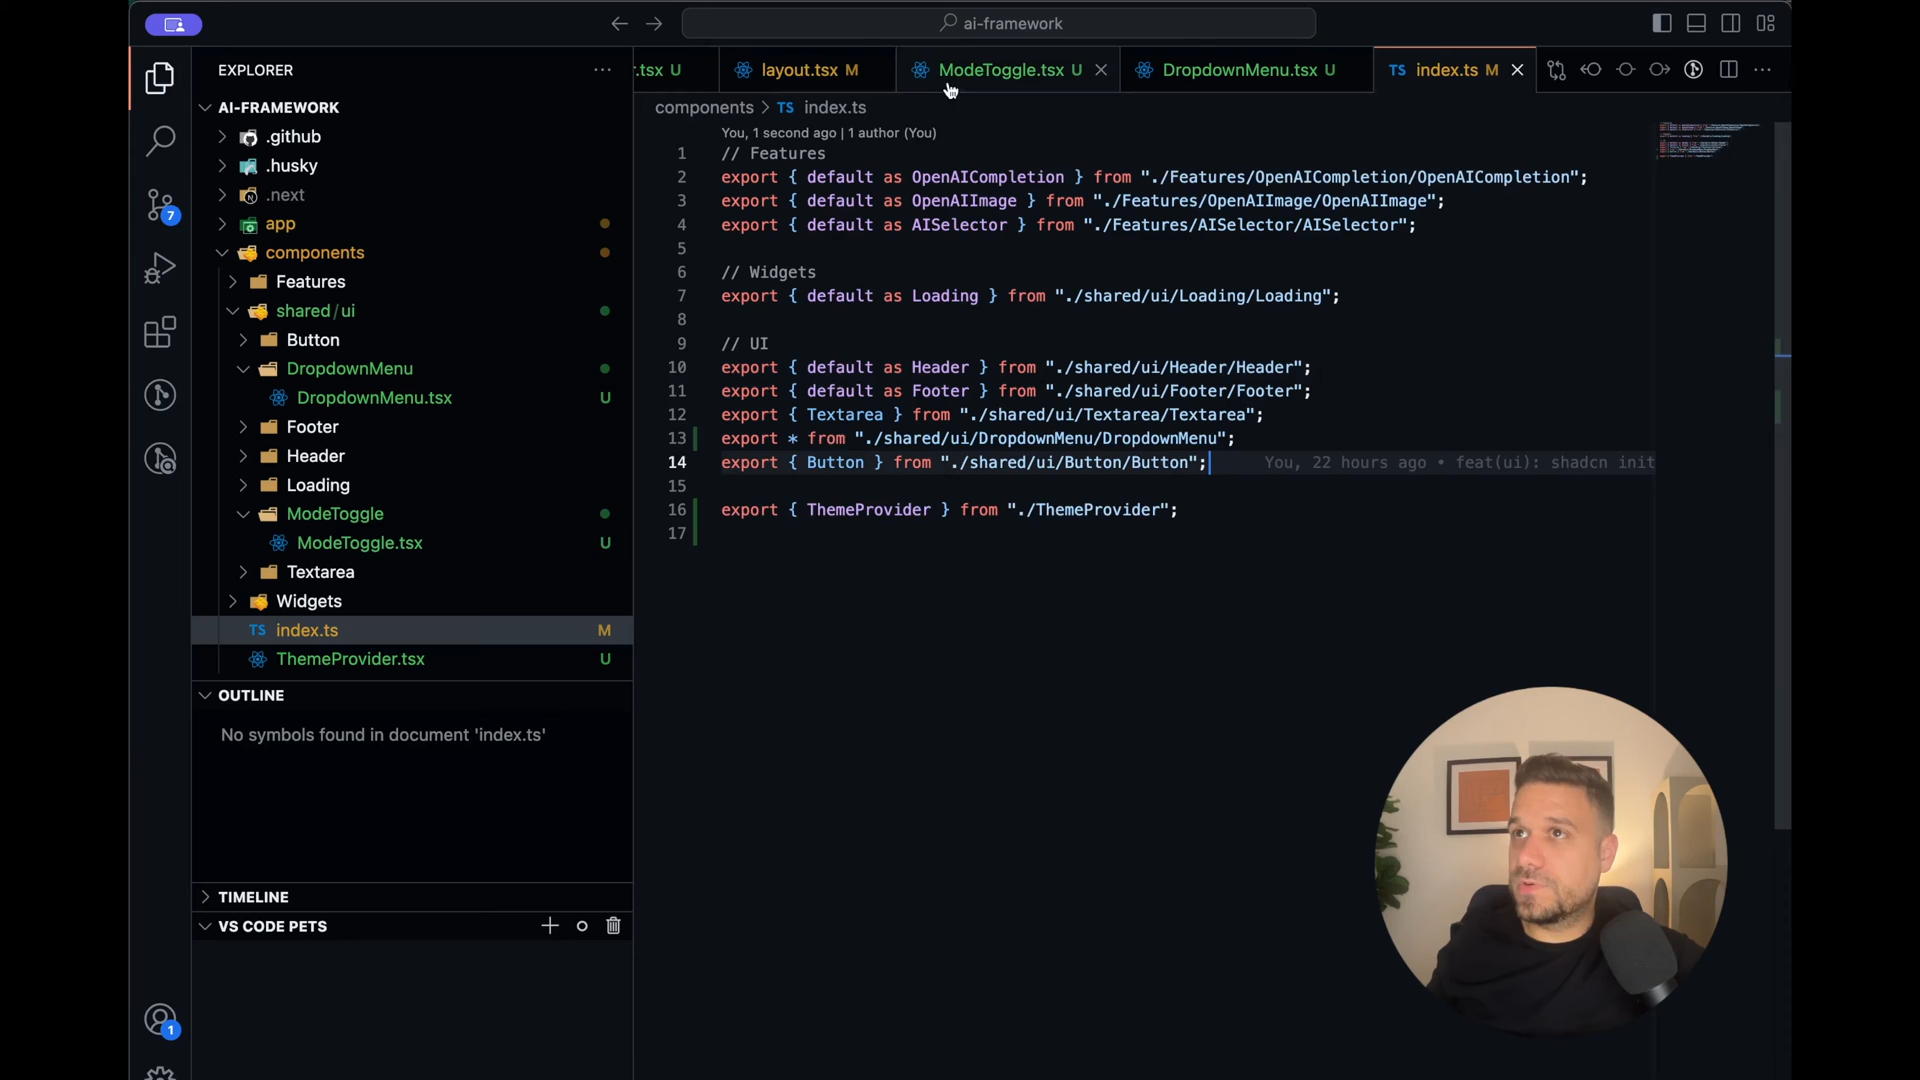 ai-framework
EXPLORER
AI-FRAMEWORK
.github
.husky
.next
app
components
Features
shared/ui
Button
DropdownMenu
DropdownMenu.tsx U
Footer
Header
Loading
ModeToggle
ModeToggle.tsx U
Textarea
Widgets
TS index.ts M
ThemeProvider.tsx U
OUTLINE
No symbols found in document 'index.ts'
TIMELINE
VS CODE PETS
7
1
.tsx U
layout.tsx M
ModeToggle.tsx U
DropdownMenu.tsx U
TS index.ts M
components > TS index.ts
You, 1 second ago | 1 author (You)
1 // Features
2 export { default as OpenAICompletion } from "./Features/OpenAICompletion/OpenAICompletion";
3 export { default as OpenAIImage } from "./Features/OpenAIImage/OpenAIImage";
4 export { default as AISelector } from "./Features/AISelector/AISelector";
5
6 // Widgets
7 export { default as Loading } from "./shared/ui/Loading/Loading";
8
9 // UI
10 export { default as Header } from "./shared/ui/Header/Header";
11 export { default as Footer } from "./shared/ui/Footer/Footer";
12 export { Textarea } from "./shared/ui/Textarea/Textarea";
13 export * from "./shared/ui/DropdownMenu/DropdownMenu";
14 export { Button } from "./shared/ui/Button/Button"; You, 22 hours ago • feat(ui): shadcn init
15
16 export { ThemeProvider } from "./ThemeProvider";
17